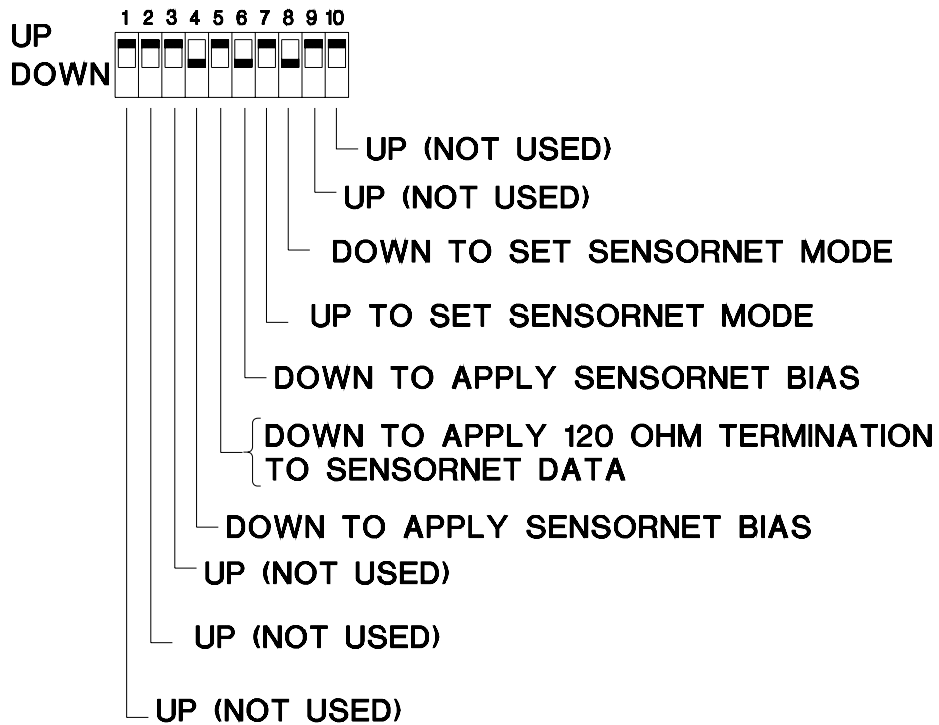 1 2 3 4 5 6 7 8 9 10
UP
DOWN
UP (NOT USED)
UP (NOT USED)
DOWN TO SET SENSORNET MODE
UP TO SET SENSORNET MODE
DOWN TO APPLY SENSORNET BIAS
DOWN TO APPLY 120 OHM TERMINATION
TO SENSORNET DATA
DOWN TO APPLY SENSORNET BIAS
UP (NOT USED)
UP (NOT USED)
UP (NOT USED)